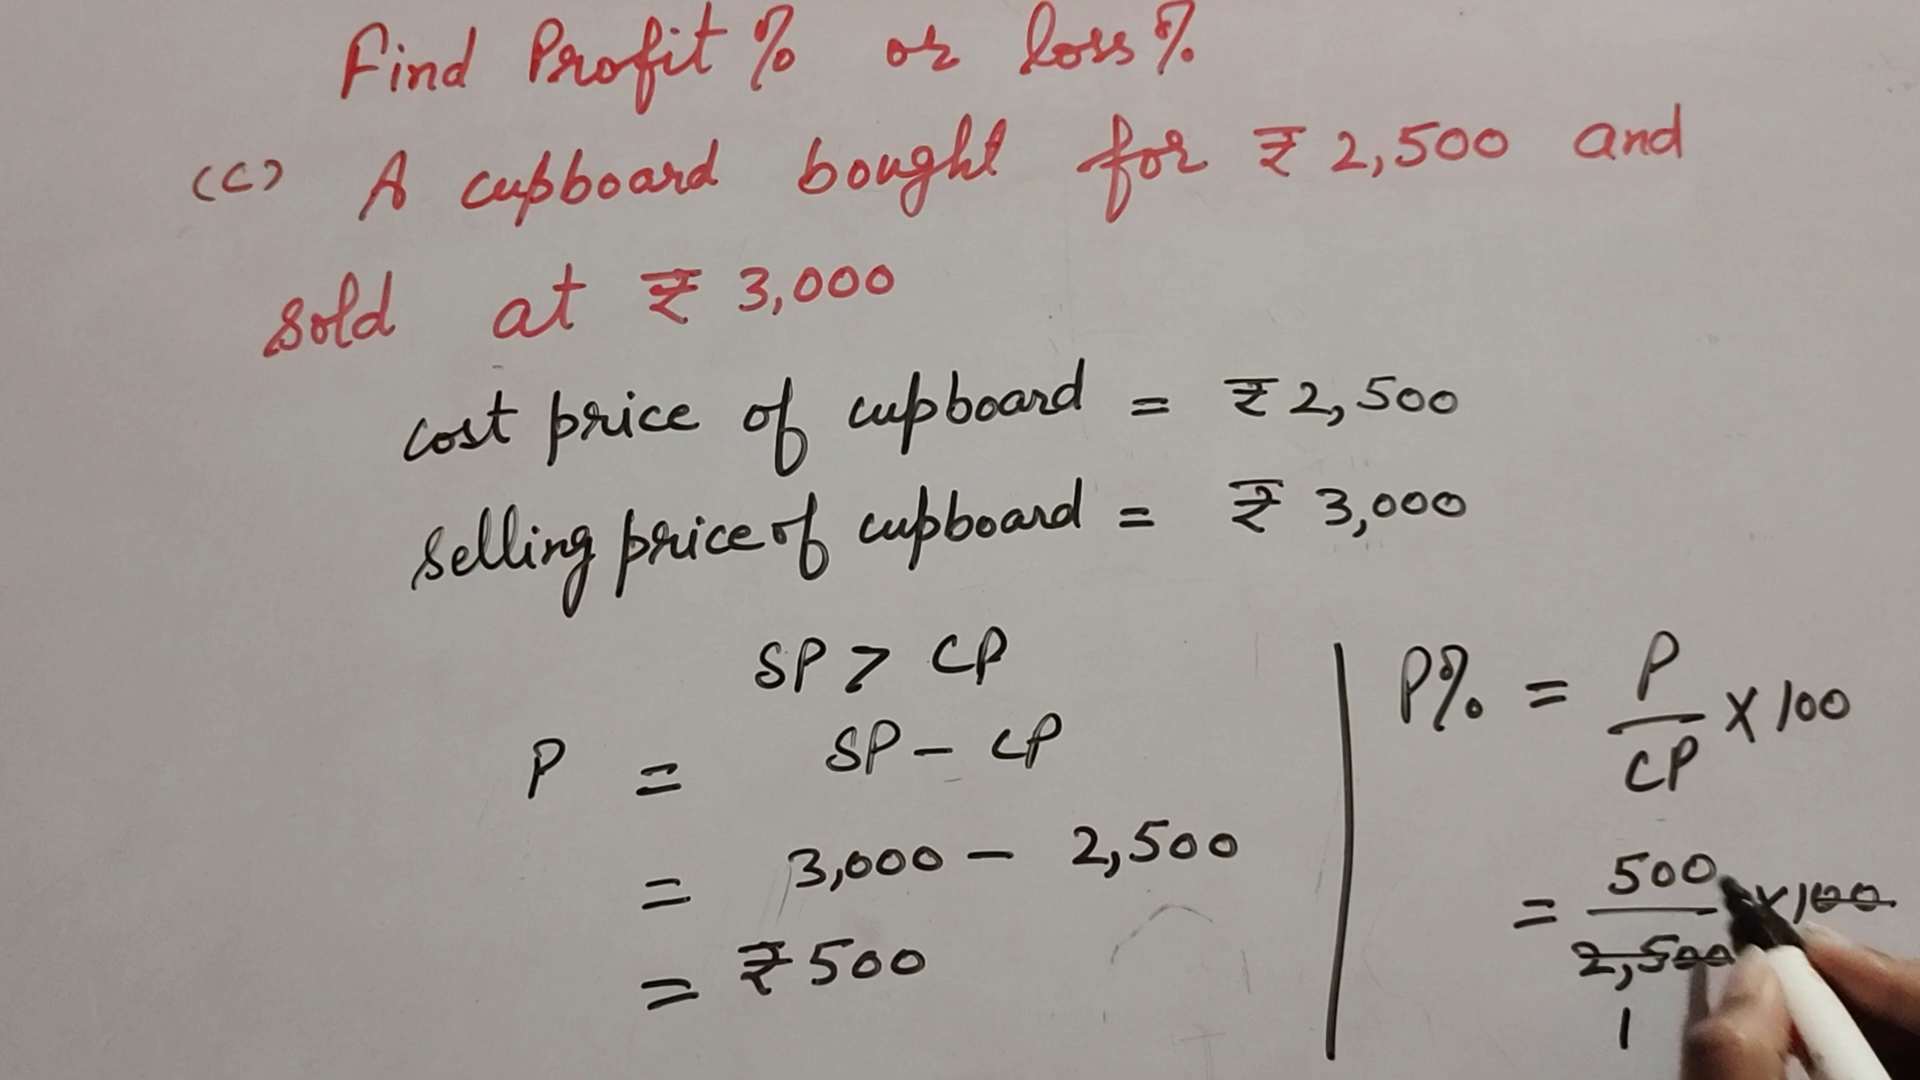 Find Profit % or loss %
(C) A cupboard bought for ₹ 2,500 and
sold at ₹ 3,000
cost price of cupboard = ₹ 2,500
selling price of cupboard = ₹ 3,000
SP > CP
P = SP - CP
= 3,000 - 2,500
= ₹ 500
P% = P/CP × 100
= 500/2,500 × 100
1